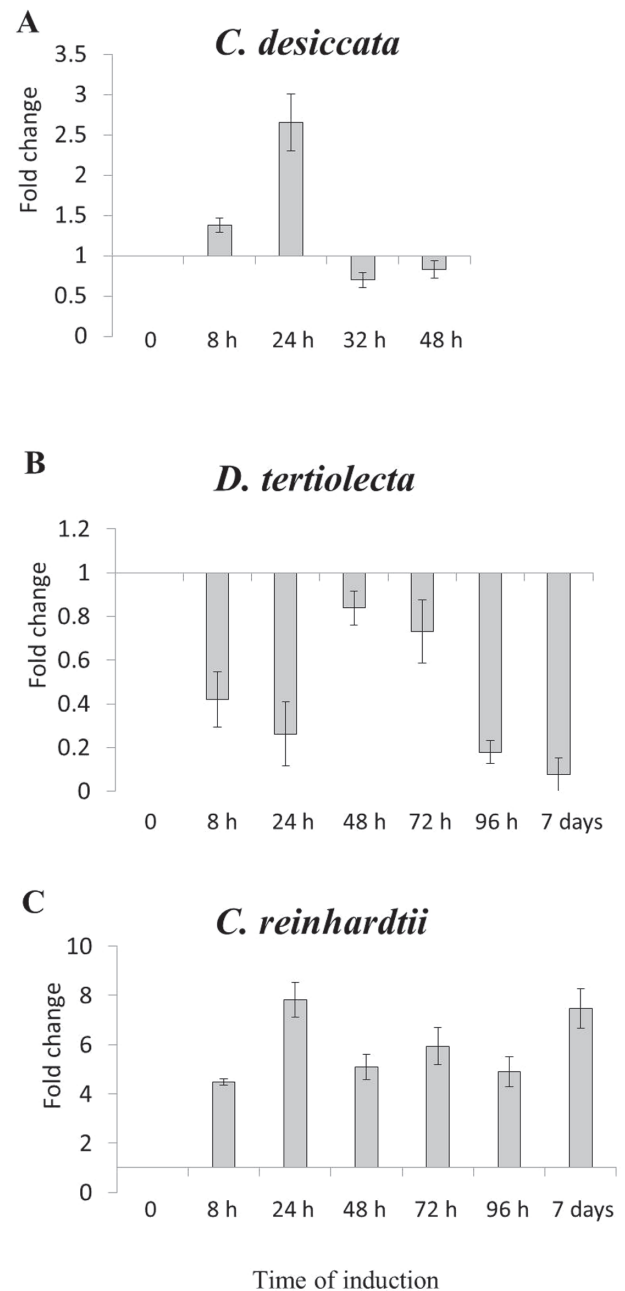 A
C. desiccata
Fold change
3.5
3
2.5
2
1.5
1
0.5
0
0 8 h 24 h 32 h 48 h
B
D. tertiolecta
Fold change
1.2
1
0.8
0.6
0.4
0.2
0
0 8 h 24 h 48 h 72 h 96 h 7 days
C
C. reinhardtii
Fold change
10
8
6
4
2
0
0 8 h 24 h 48 h 72 h 96 h 7 days
Time of induction